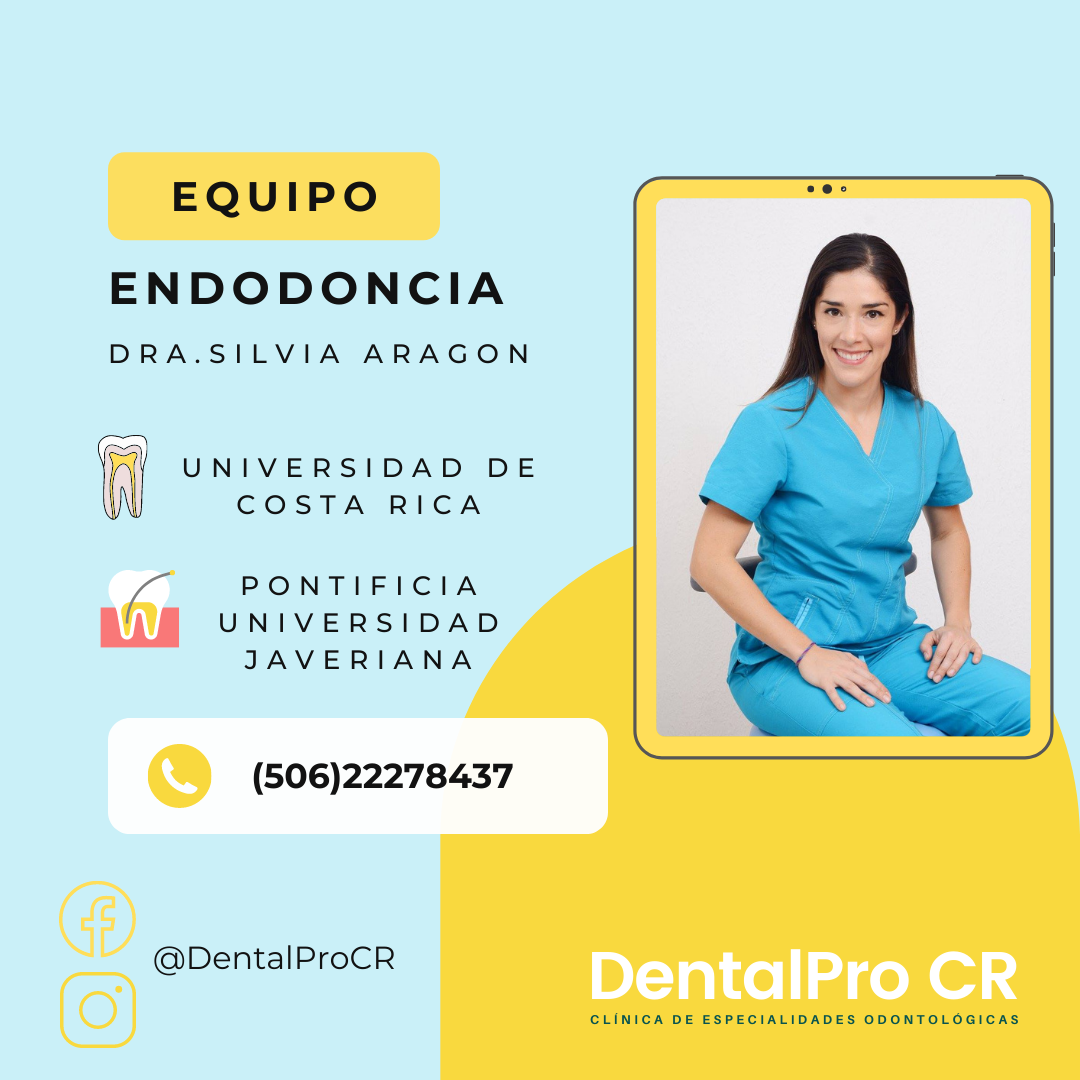 EQUIPO
ENDODONCIA
DRA.SILVIA ARAGON
UNIVERSIDAD DE
COSTA RICA
PONTIFICIA
UNIVERSIDAD
JAVERIANA
(506)22278437
@DentalProCR
DentalPro CR
CLÍNICA DE ESPECIALIDADES ODONTOLÓGICAS